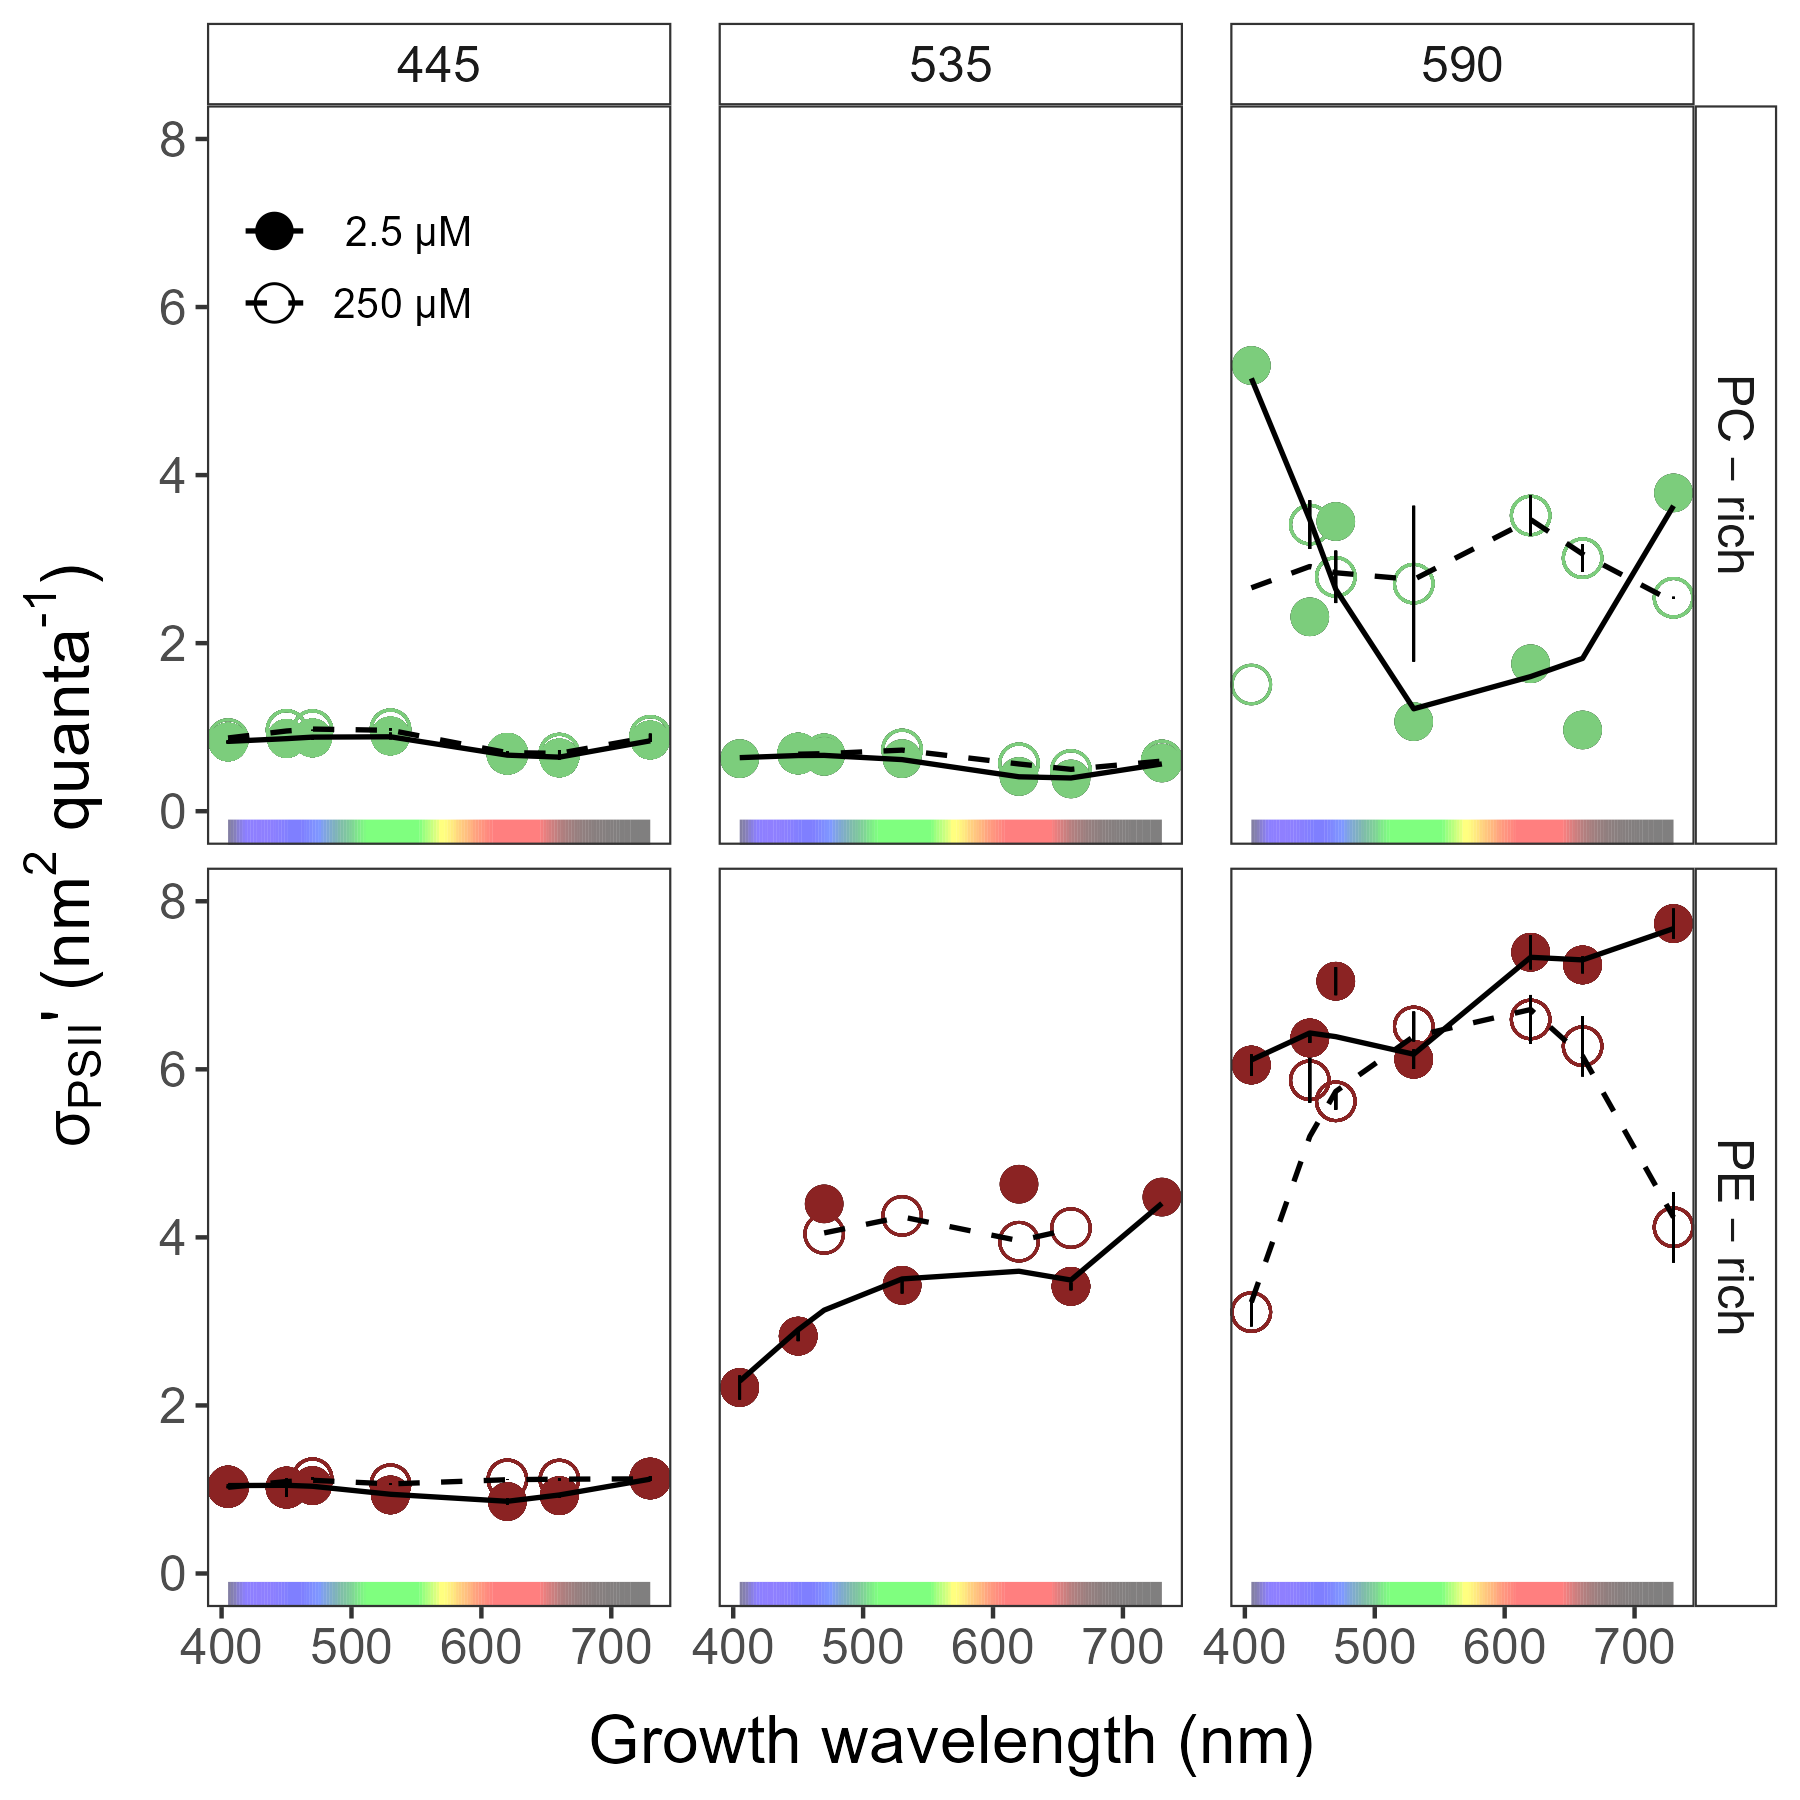 445 535 590
8
6
4
2
0
2.5 µM
250 µM
PC – rich
8
6
4
2
0
PE – rich
σPSII' (nm² quanta⁻¹)
400 500 600 700 400 500 600 700 400 500 600 700
Growth wavelength (nm)